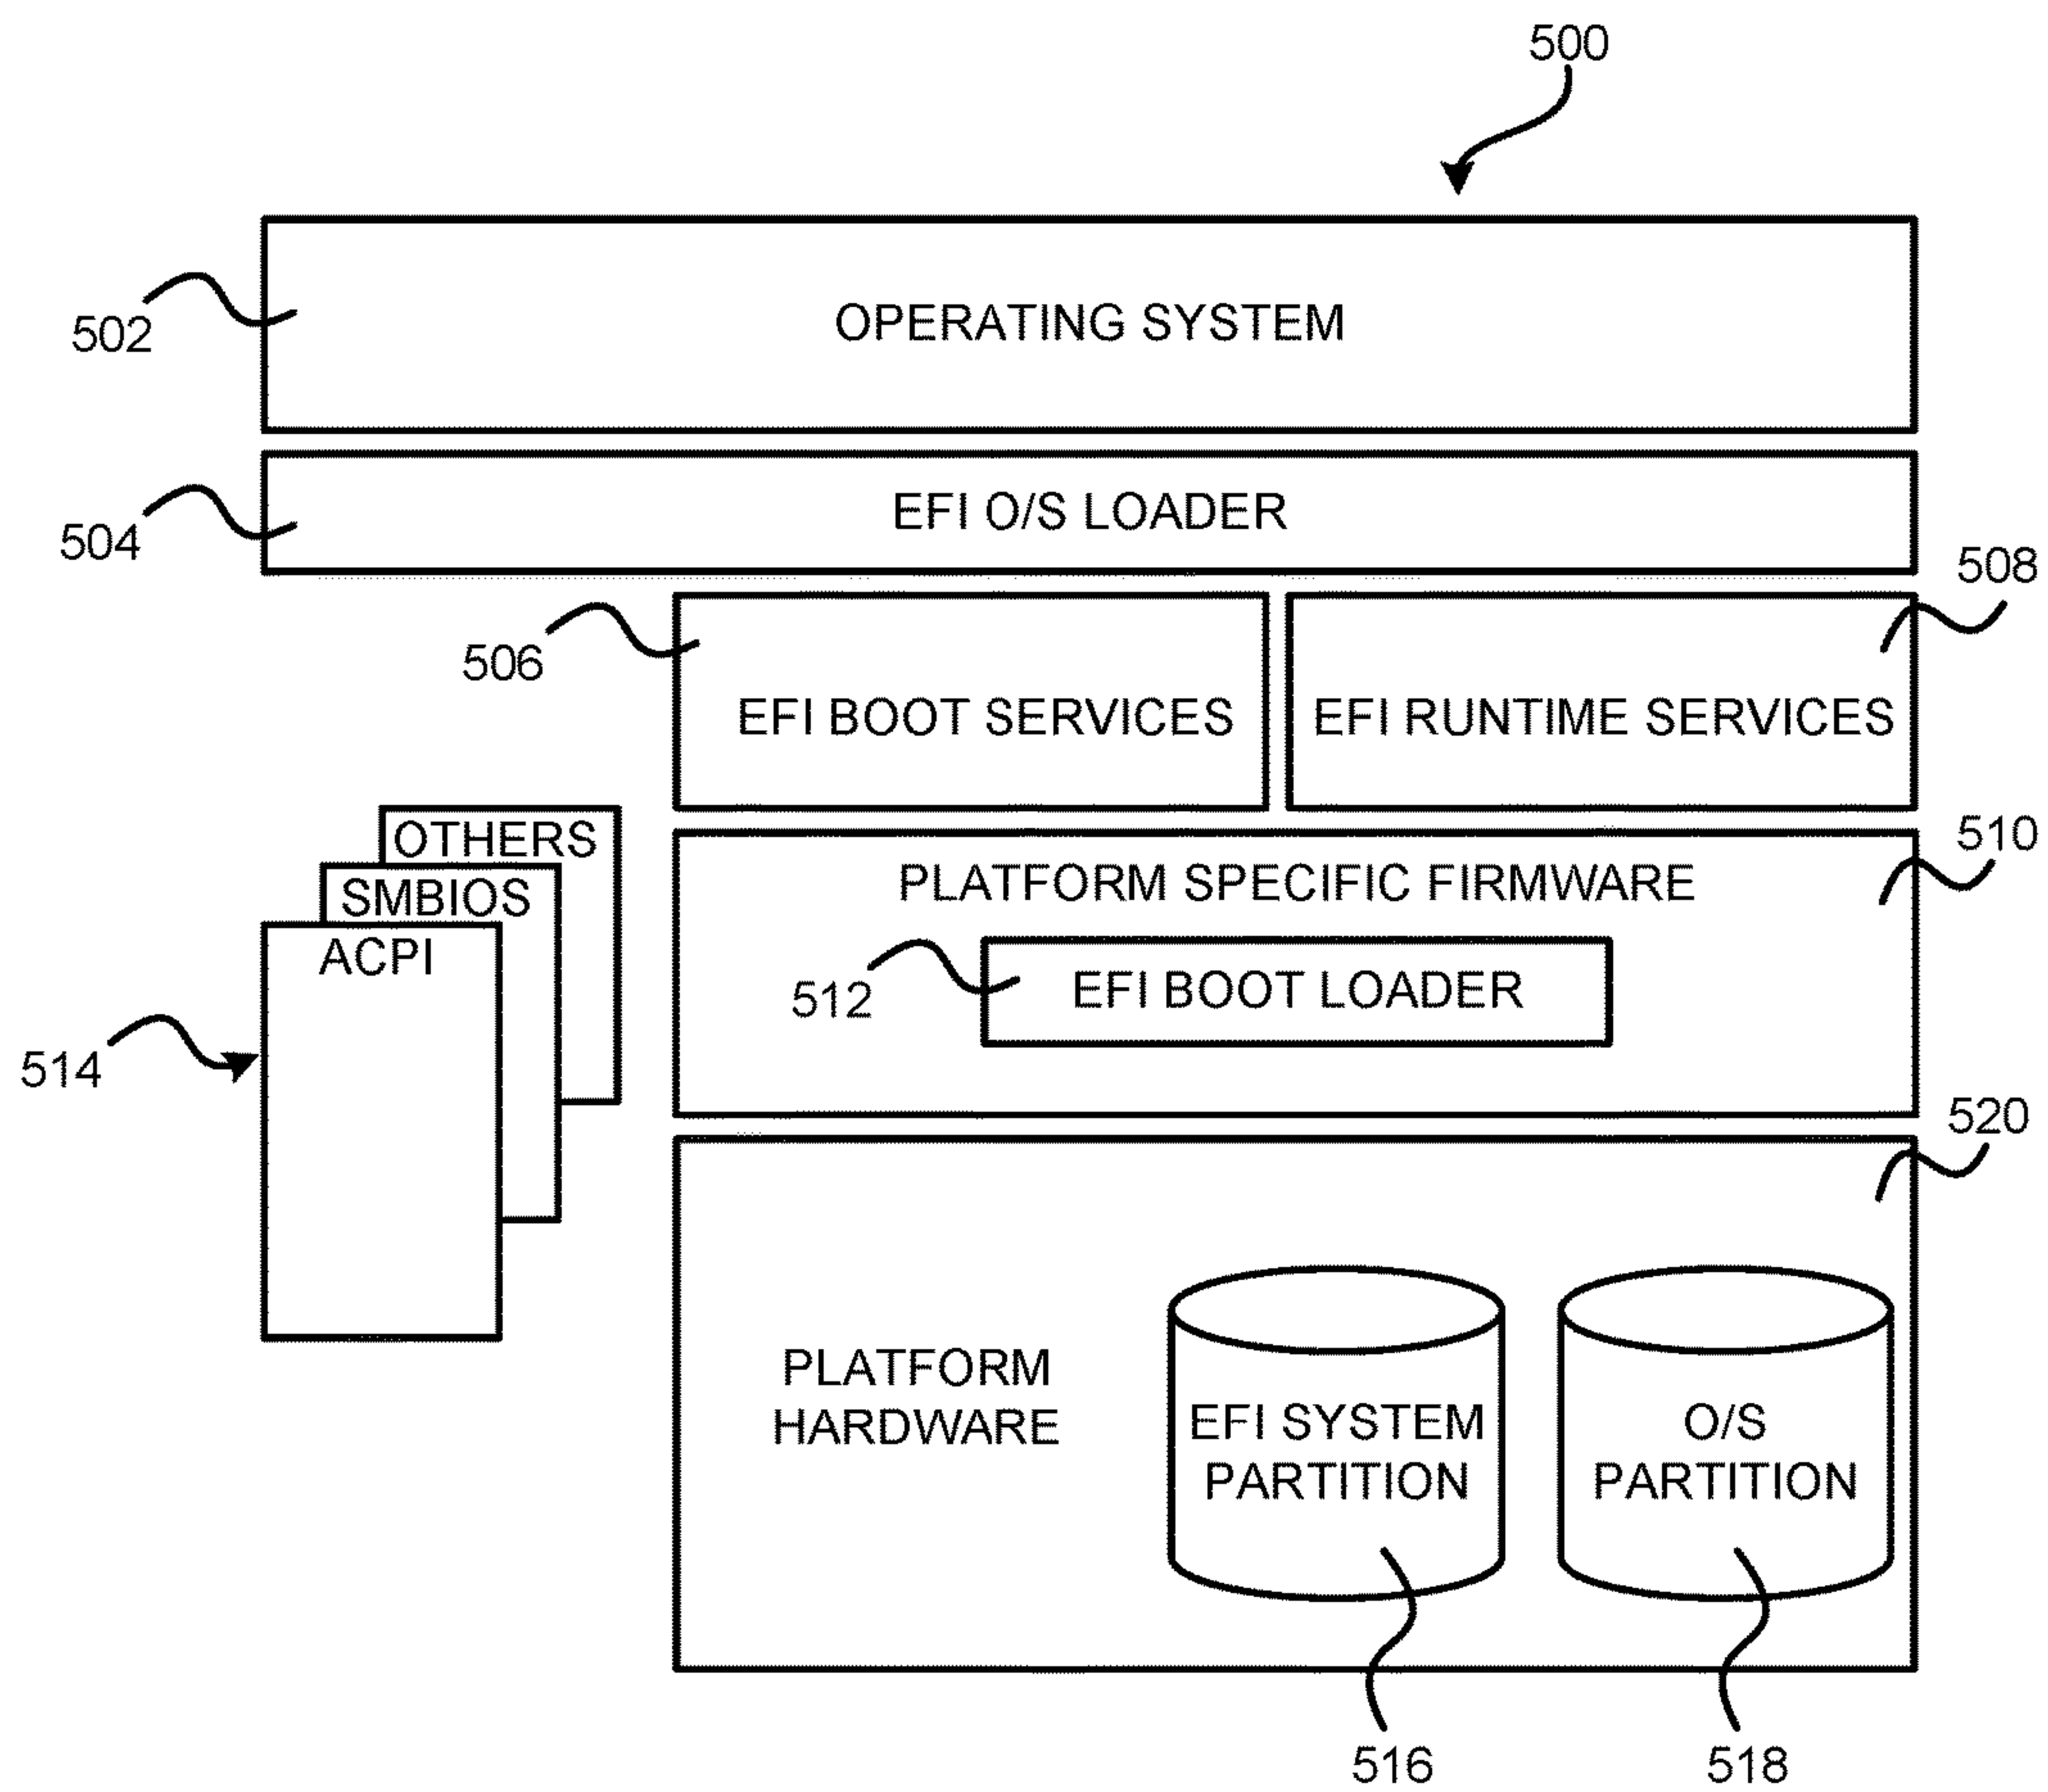 500
OPERATING SYSTEM
502
EFI O/S LOADER
504
508
506
EFI BOOT SERVICES
EFI RUNTIME SERVICES
OTHERS
SMBIOS
ACPI
514
510
PLATFORM SPECIFIC FIRMWARE
512
EFI BOOT LOADER
520
PLATFORM
HARDWARE
EFI SYSTEM
PARTITION
O/S
PARTITION
516
518